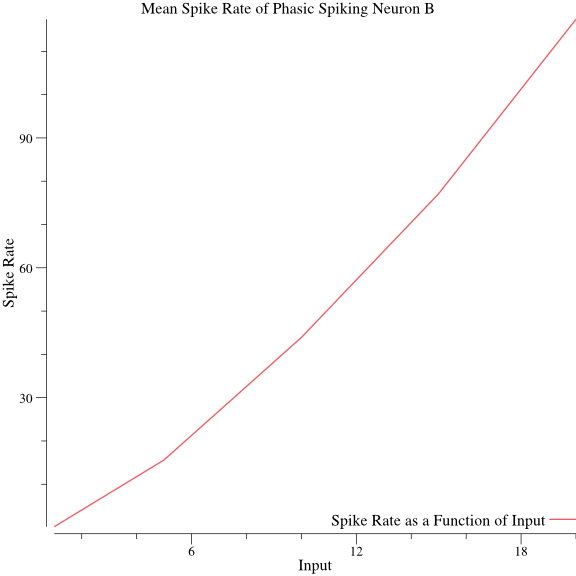 Mean Spike Rate of Phasic Spiking Neuron B
90
60
30
Spike Rate
Spike Rate as a Function of Input
6
12
18
Input